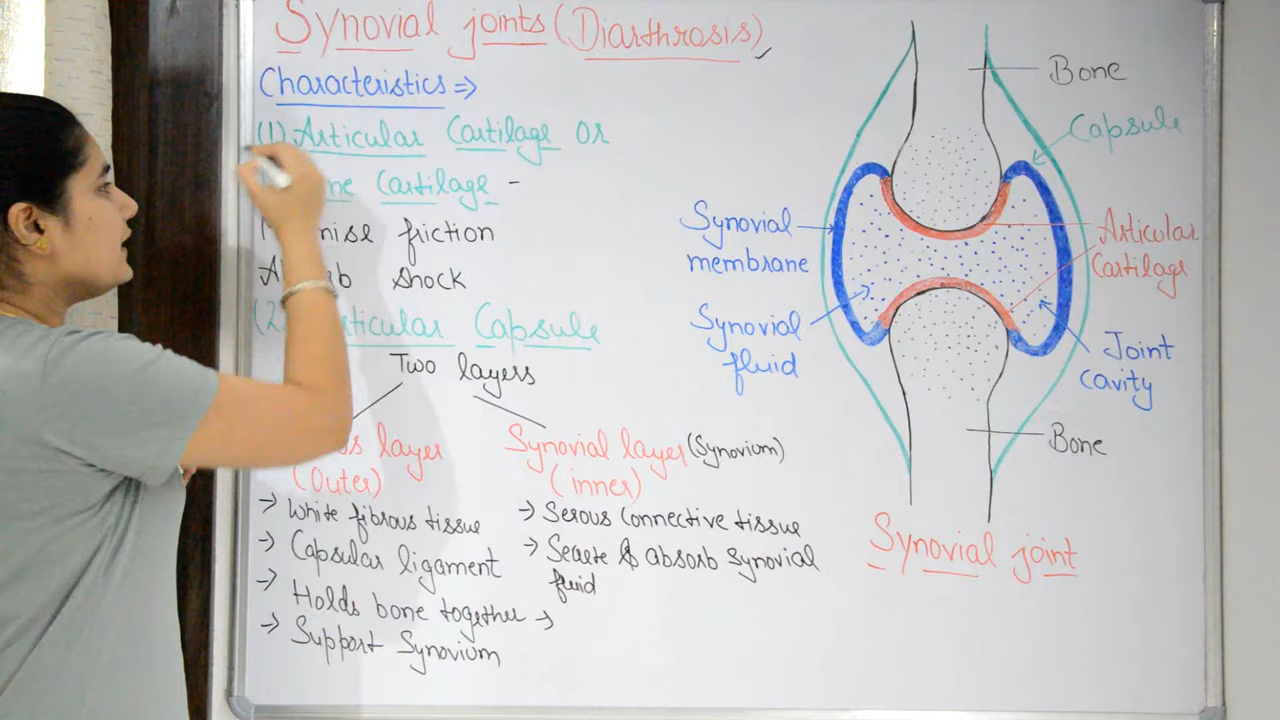 Synovial joints (Diarthrosis)
Characteristics ⇒
(1) Articular Cartilage or
Cartilage -
friction
shock
(2) Capsule
Two layers
layer
(Outer)
→ White fibrous tissue
→ Capsular ligament
→ Holds bone together
→ Support Synovium
Synovial layer (Synovium)
(inner)
→ Serous Connective tissue
→ Secrete & absorb Synovial
fluid
→
Bone
Capsule
Synovial
membrane
Articular
Cartilage
Synovial
fluid
Joint
Cavity
Bone
Synovial joint